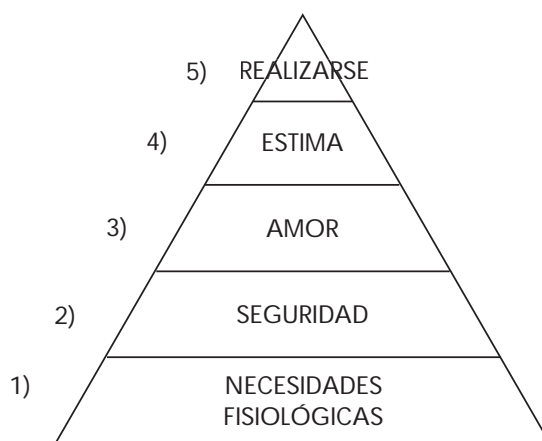 5) REALIZARSE
4) ESTIMA
3) AMOR
2) SEGURIDAD
1) NECESIDADES
FISIOLÓGICAS